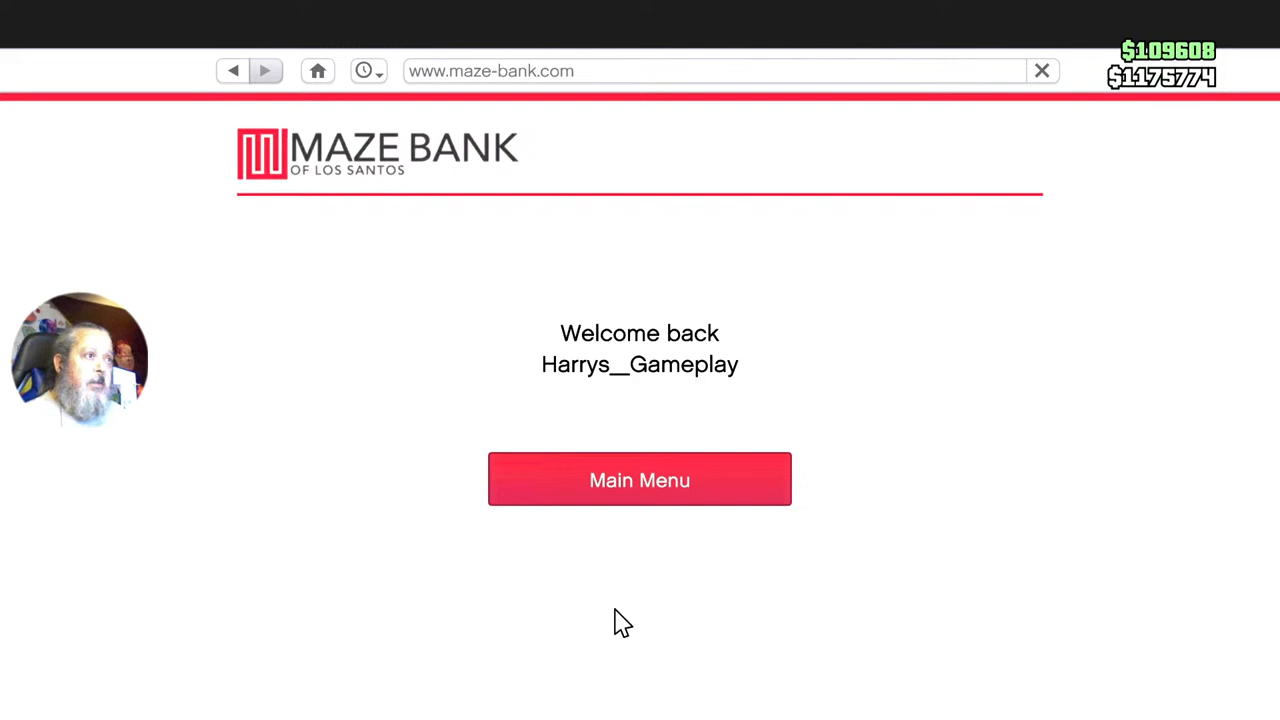 $109608
www.maze-bank.com
$1175774
MAZE BANK
OF LOS SANTOS
Welcome back
Harrys__Gameplay
Main Menu